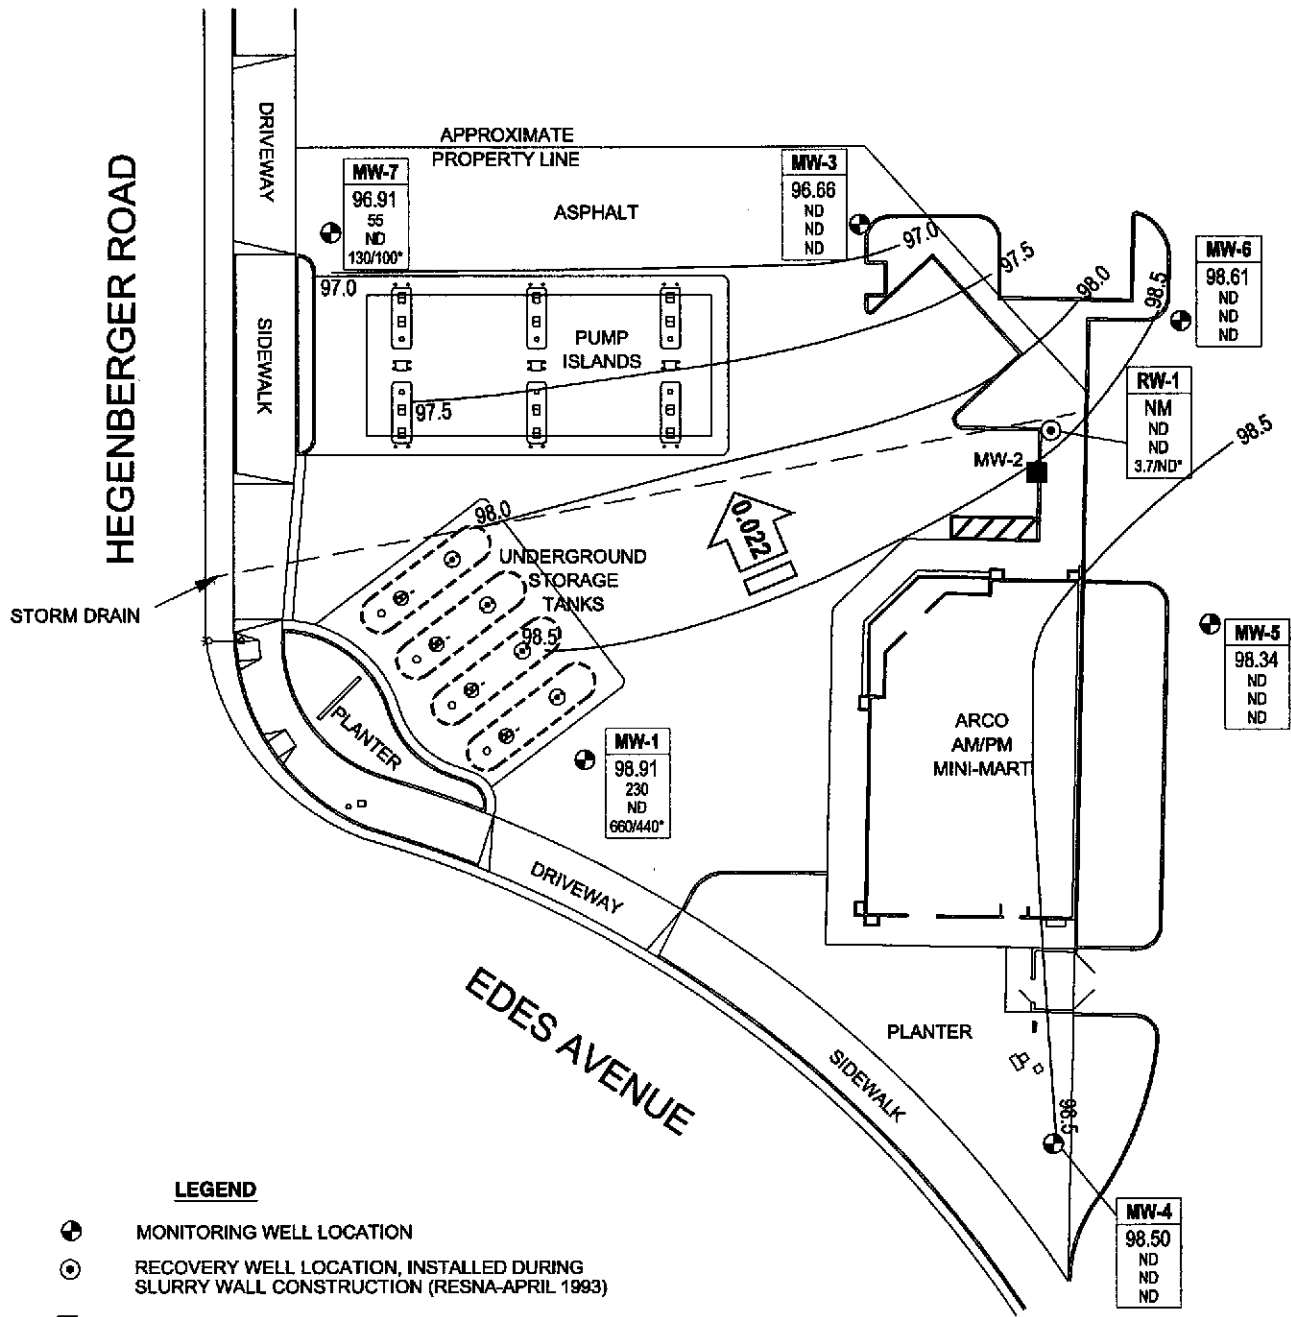 HEGENBERGER ROAD
DRIVEWAY
SIDEWALK
APPROXIMATE
PROPERTY LINE
ASPHALT
MW-7
96.91
55
ND
130/100*
MW-3
96.66
ND
ND
ND
MW-6
98.61
ND
ND
ND
97.0
97.0
97.5
98.0
98.5
PUMP
ISLANDS
97.5
RW-1
NM
ND
ND
3.7/ND*
MW-2
98.5
98.0
0.022
UNDERGROUND
STORAGE
TANKS
98.5
STORM DRAIN
PLANTER
MW-5
98.34
ND
ND
ND
MW-1
98.91
230
ND
660/440*
ARCO
AM/PM
MINI-MART
DRIVEWAY
EDES AVENUE
SIDEWALK
PLANTER
98.5
MW-4
98.50
ND
ND
ND
LEGEND
MONITORING WELL LOCATION
RECOVERY WELL LOCATION, INSTALLED DURING
SLURRY WALL CONSTRUCTION (RESNA-APRIL 1993)